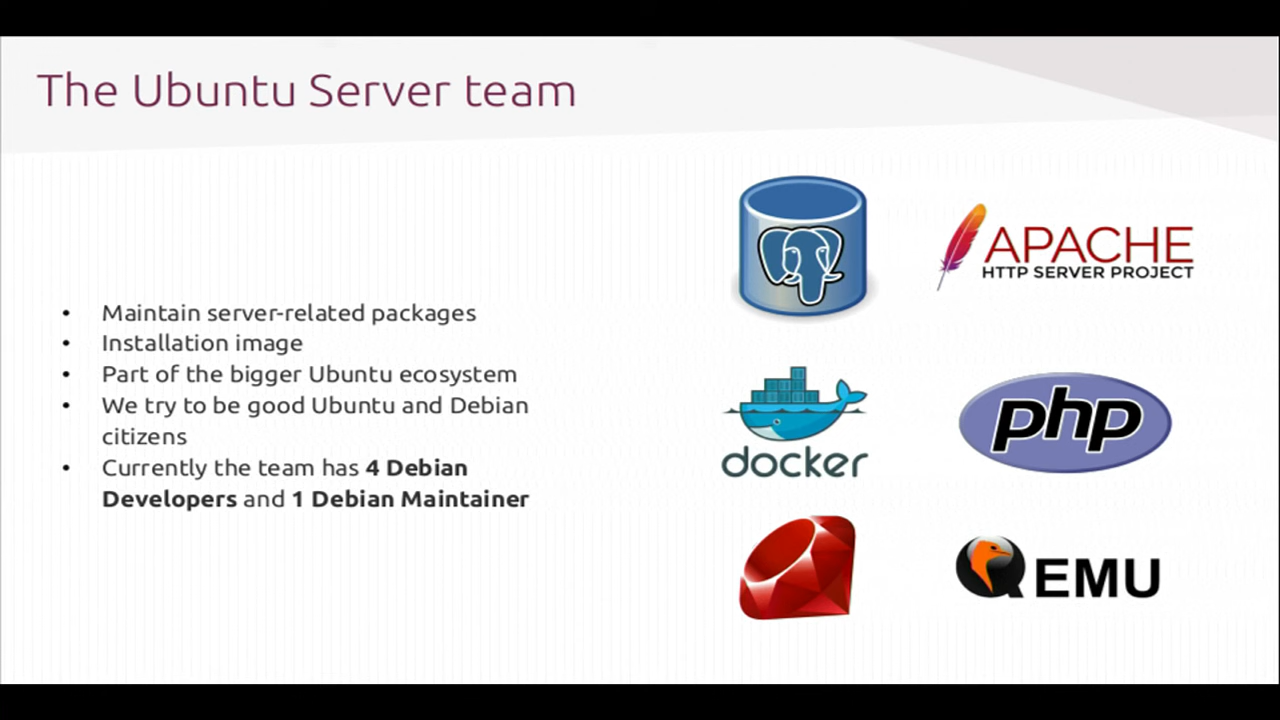 The Ubuntu Server team
• Maintain server-related packages
• Installation image
• Part of the bigger Ubuntu ecosystem
• We try to be good Ubuntu and Debian
citizens
• Currently the team has 4 Debian
Developers and 1 Debian Maintainer
APACHE
HTTP SERVER PROJECT
docker
php
QEMU